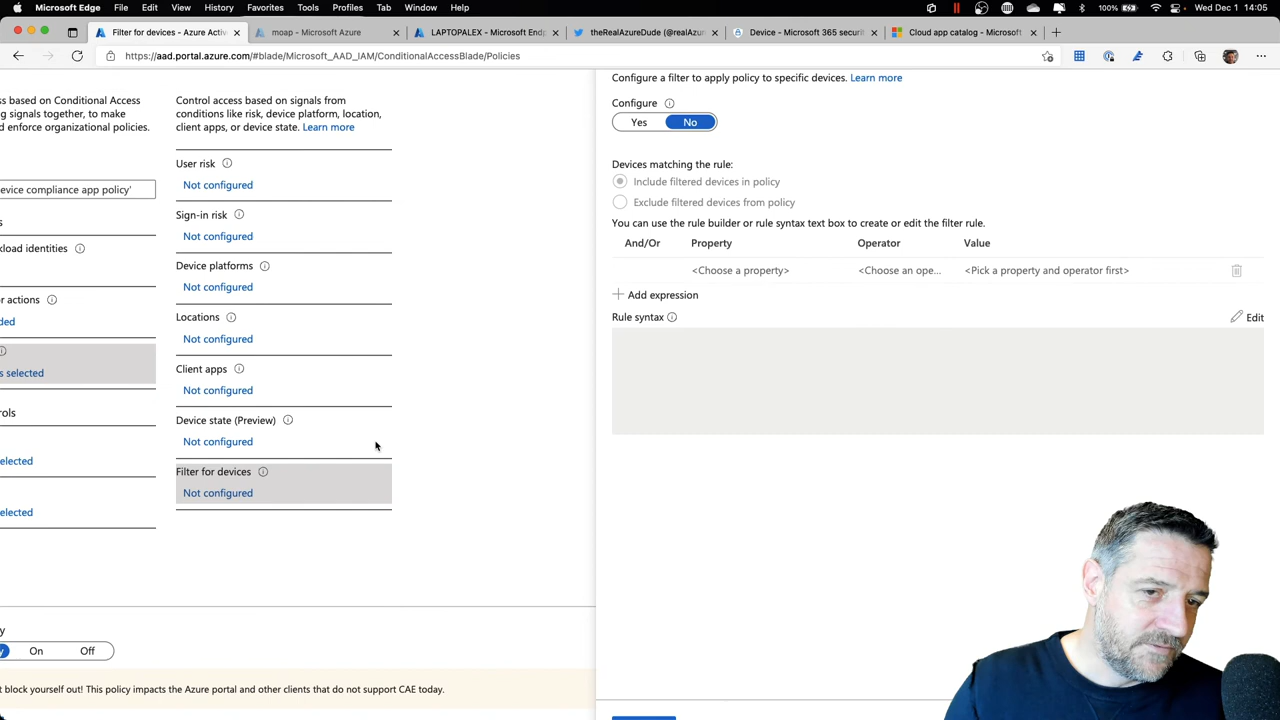 Microsoft Edge File Edit View History Favorites Tools Profiles Tab Window Help 100% Wed Dec 1 14:05
Filter for devices - Azure Activ moap - Microsoft Azure LAPTOPALEX - Microsoft Endp theRealAzureDude (@realAzur Device - Microsoft 365 securit Cloud app catalog - Microsoft
https://aad.portal.azure.com/#blade/Microsoft_AAD_IAM/ConditionalAccessBlade/Policies
s based on Conditional Access
signals together, to make
d enforce organizational policies.
evice compliance app policy'
s
kload identities
or actions
ded
s selected
rols
elected
elected
Control access based on signals from
conditions like risk, device platform, location,
client apps, or device state. Learn more
User risk
Not configured
Sign-in risk
Not configured
Device platforms
Not configured
Locations
Not configured
Client apps
Not configured
Device state (Preview)
Not configured
Filter for devices
Not configured
Configure a filter to apply policy to specific devices. Learn more
Configure
Yes No
Devices matching the rule:
Include filtered devices in policy
Exclude filtered devices from policy
You can use the rule builder or rule syntax text box to create or edit the filter rule.
And/Or Property Operator Value
<Choose a property> <Choose an ope... <Pick a property and operator first>
Add expression
Rule syntax Edit
y
y On Off
t block yourself out! This policy impacts the Azure portal and other clients that do not support CAE today.